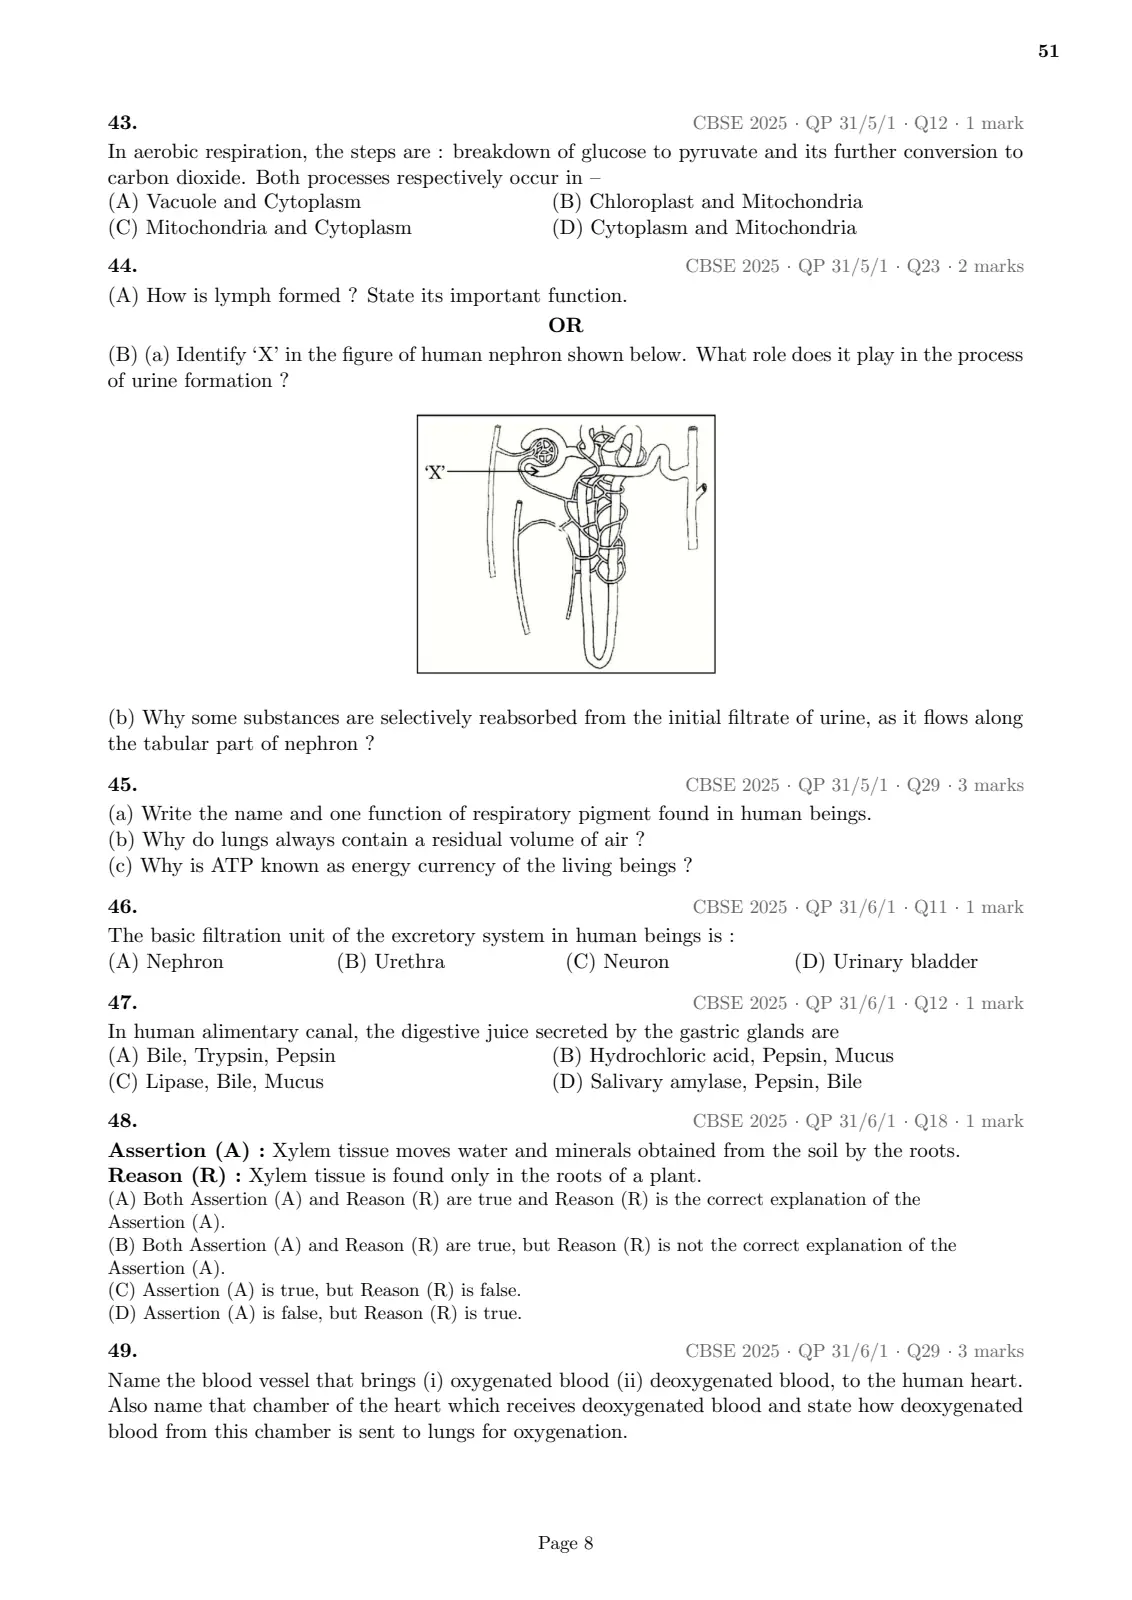 51
43. CBSE 2025 · QP 31/5/1 · Q12 · 1 mark
In aerobic respiration, the steps are : breakdown of glucose to pyruvate and its further conversion to
carbon dioxide. Both processes respectively occur in –
(A) Vacuole and Cytoplasm (B) Chloroplast and Mitochondria
(C) Mitochondria and Cytoplasm (D) Cytoplasm and Mitochondria
44. CBSE 2025 · QP 31/5/1 · Q23 · 2 marks
(A) How is lymph formed ? State its important function.
OR
(B) (a) Identify ‘X’ in the figure of human nephron shown below. What role does it play in the process
of urine formation ?
‘X’
(b) Why some substances are selectively reabsorbed from the initial filtrate of urine, as it flows along
the tabular part of nephron ?
45. CBSE 2025 · QP 31/5/1 · Q29 · 3 marks
(a) Write the name and one function of respiratory pigment found in human beings.
(b) Why do lungs always contain a residual volume of air ?
(c) Why is ATP known as energy currency of the living beings ?
46. CBSE 2025 · QP 31/6/1 · Q11 · 1 mark
The basic filtration unit of the excretory system in human beings is :
(A) Nephron (B) Urethra (C) Neuron (D) Urinary bladder
47. CBSE 2025 · QP 31/6/1 · Q12 · 1 mark
In human alimentary canal, the digestive juice secreted by the gastric glands are
(A) Bile, Trypsin, Pepsin (B) Hydrochloric acid, Pepsin, Mucus
(C) Lipase, Bile, Mucus (D) Salivary amylase, Pepsin, Bile
48. CBSE 2025 · QP 31/6/1 · Q18 · 1 mark
Assertion (A) : Xylem tissue moves water and minerals obtained from the soil by the roots.
Reason (R) : Xylem tissue is found only in the roots of a plant.
(A) Both Assertion (A) and Reason (R) are true and Reason (R) is the correct explanation of the
Assertion (A).
(B) Both Assertion (A) and Reason (R) are true, but Reason (R) is not the correct explanation of the
Assertion (A).
(C) Assertion (A) is true, but Reason (R) is false.
(D) Assertion (A) is false, but Reason (R) is true.
49. CBSE 2025 · QP 31/6/1 · Q29 · 3 marks
Name the blood vessel that brings (i) oxygenated blood (ii) deoxygenated blood, to the human heart.
Also name that chamber of the heart which receives deoxygenated blood and state how deoxygenated
blood from this chamber is sent to lungs for oxygenation.
Page 8